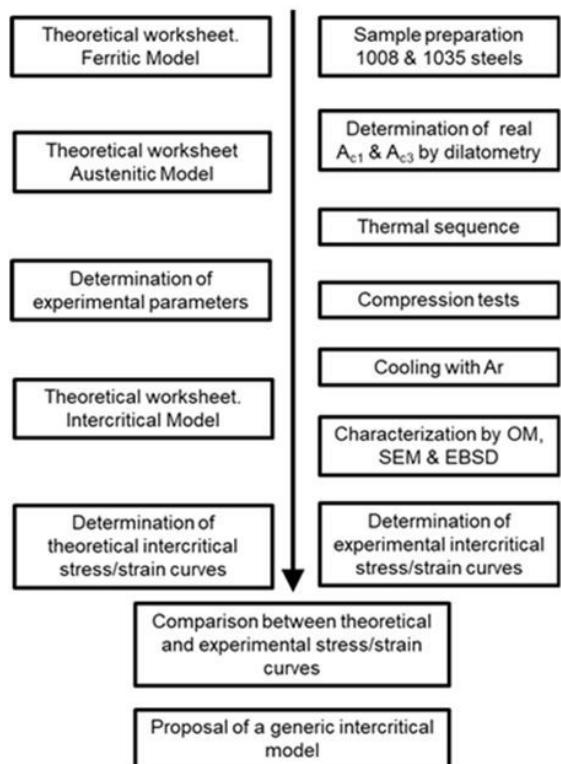 Theoretical worksheet.
Ferritic Model
Theoretical worksheet
Austenitic Model
Determination of
experimental parameters
Theoretical worksheet.
Intercritical Model
Determination of
theoretical intercritical
stress/strain curves
Sample preparation
1008 & 1035 steels
Determination of real
Ac1 & Ac3 by dilatometry
Thermal sequence
Compression tests
Cooling with Ar
Characterization by OM,
SEM & EBSD
Determination of
experimental intercritical
stress/strain curves
Comparison between theoretical
and experimental stress/strain
curves
Proposal of a generic intercritical
model